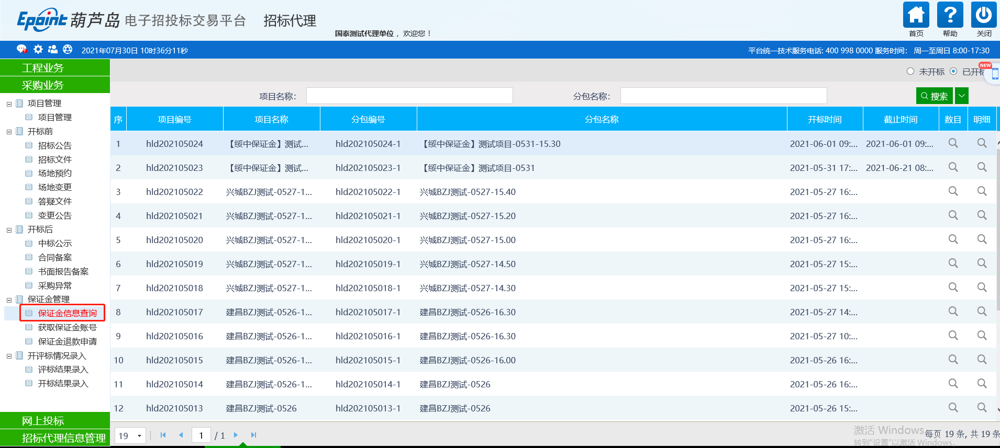 Epoint 葫芦岛 电子招投标交易平台 招标代理
国泰测试代理单位 ，欢迎您！
首页 帮助 关闭
2021年07月30日 10时36分11秒
平台统一技术服务电话: 400 998 0000 服务时间： 周一至周日 8:00-17:30
工程业务
采购业务
项目管理
项目管理
开标前
招标公告
招标文件
场地预约
场地变更
答疑文件
变更公告
开标后
中标公示
合同备案
书面报告备案
采购异常
保证金管理
保证金信息查询
获取保证金账号
保证金退款申请
开评标情况录入
评标结果录入
开标结果录入
网上投标
招标代理信息管理
未开标 已开标
NEW
项目名称： 分包名称： 搜索
序 项目编号 项目名称 分包编号 分包名称 开标时间 截止时间 数目 明细
1 hld202105024 【绥中保证金】测试... hld202105024-1 【绥中保证金】测试项目-0531-15.30 2021-06-01 09:... 2021-06-01 09:...
2 hld202105023 【绥中保证金】测试... hld202105023-1 【绥中保证金】测试项目-0531 2021-05-31 17:... 2021-06-21 08:...
3 hld202105022 兴城BZJ测试-0527-1... hld202105022-1 兴城BZJ测试-0527-15.40 2021-05-27 16:...
4 hld202105021 兴城BZJ测试-0527-1... hld202105021-1 兴城BZJ测试-0527-15.20 2021-05-27 16:...
5 hld202105020 兴城BZJ测试-0527-1... hld202105020-1 兴城BZJ测试-0527-15.00 2021-05-27 16:...
6 hld202105019 兴城BZJ测试-0527-1... hld202105019-1 兴城BZJ测试-0527-14.50 2021-05-27 15:...
7 hld202105018 兴城BZJ测试-0527-1... hld202105018-1 兴城BZJ测试-0527-14.30 2021-05-27 15:...
8 hld202105017 建昌BZJ测试-0526-1... hld202105017-1 建昌BZJ测试-0526-16.30 2021-05-27 14:...
9 hld202105016 建昌BZJ测试-0526-1... hld202105016-1 建昌BZJ测试-0526-16.30 2021-05-27 10:...
10 hld202105015 建昌BZJ测试-0526-1... hld202105015-1 建昌BZJ测试-0526-16.00 2021-05-26 16:...
11 hld202105014 建昌BZJ测试-0526-1... hld202105014-1 建昌BZJ测试-0526 2021-05-26 16:...
12 hld202105013 建昌BZJ测试-0526 hld202105013-1 建昌BZJ测试-0526 2021-05-26 15:...
19 1 / 1
激活 Windows
每页 19 条, 共 19 条
转到"设置"以激活 Windows。